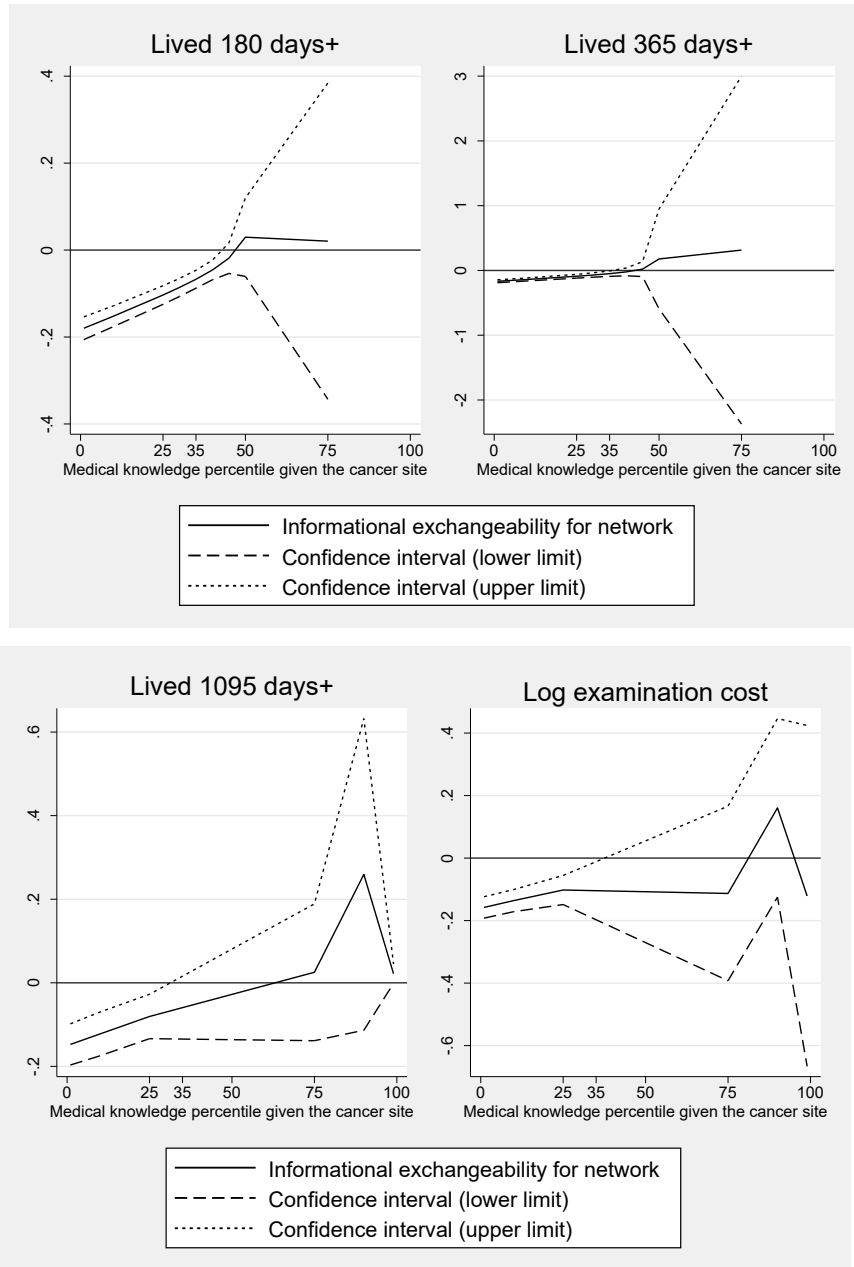 Lived 180 days+
.4
.2
0
-.2
-.4
0 25 35 50 75 100
Medical knowledge percentile given the cancer site
Lived 365 days+
3
2
1
0
-1
-2
0 25 35 50 75 100
Medical knowledge percentile given the cancer site
Informational exchangeability for network
Confidence interval (lower limit)
Confidence interval (upper limit)
Lived 1095 days+
.6
.4
.2
0
-.2
0 25 35 50 75 100
Medical knowledge percentile given the cancer site
Log examination cost
.4
.2
0
-.2
-.4
-.6
0 25 35 50 75 100
Medical knowledge percentile given the cancer site
Informational exchangeability for network
Confidence interval (lower limit)
Confidence interval (upper limit)